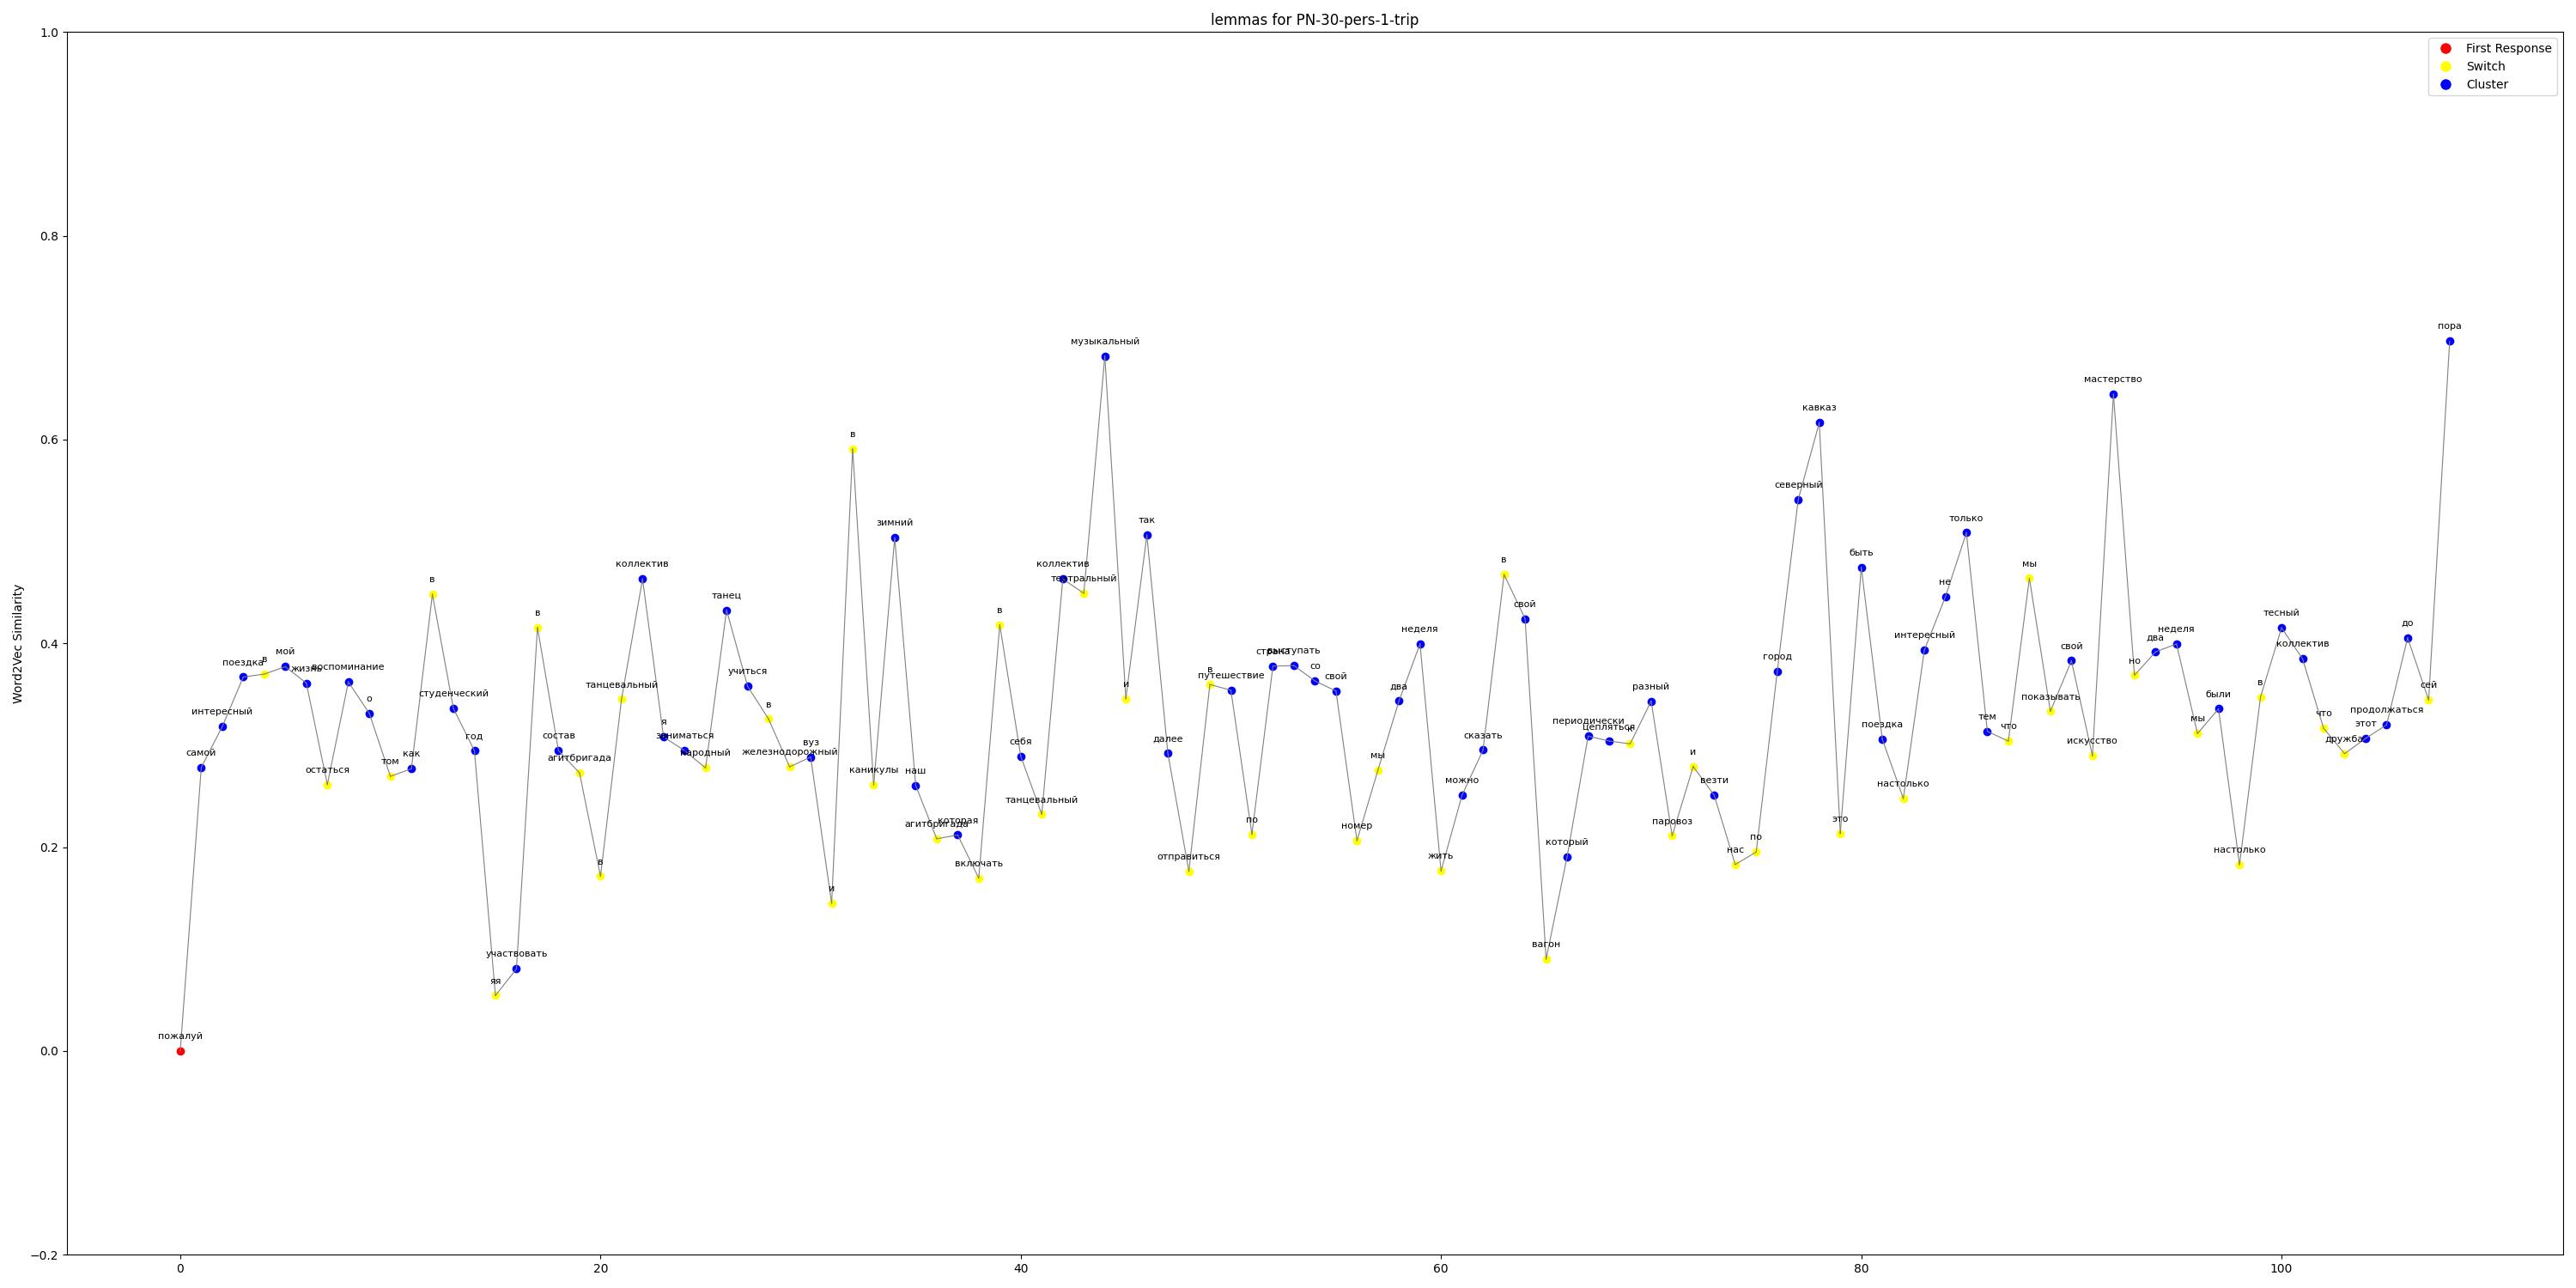 lemmas for PN-30-pers-1-trip
First Response
Switch
Cluster
Word2Vec Similarity
1.0
0.8
0.6
0.4
0.2
0.0
−0.2
0
20
40
60
80
100
пожалуй
самой
интересный
поездка
в
мой
жизнь
остаться
воспоминание
о
том
как
в
студенческий
год
яя
участвовать
в
состав
агитбригада
в
танцевальный
коллектив
я
заниматься
народный
танец
учиться
в
железнодорожный
вуз
и
в
каникулы
зимний
наш
агитбригада
которая
включать
в
себя
танцевальный
коллектив
театральный
музыкальный
и
так
далее
отправиться
в
путешествие
по
страна
выступать
со
свой
номер
мы
два
неделя
жить
можно
сказать
в
свой
вагон
который
периодически
цепляться
к
разный
паровоз
и
везти
нас
по
город
северный
кавказ
это
быть
поездка
настолько
интересный
не
только
тем
что
мы
показывать
свой
искусство
мастерство
но
два
неделя
мы
были
настолько
в
тесный
коллектив
что
дружба
этот
продолжаться
до
сей
пора